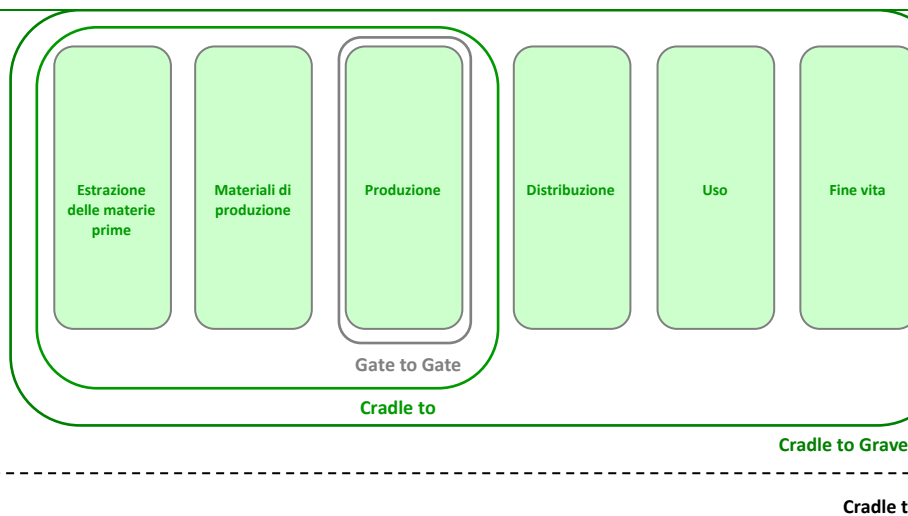 Estrazione
delle materie
prime
Materiali di
produzione
Produzione
Distribuzione
Uso
Fine vita
Gate to Gate
Cradle to
Cradle to Grave
Cradle t